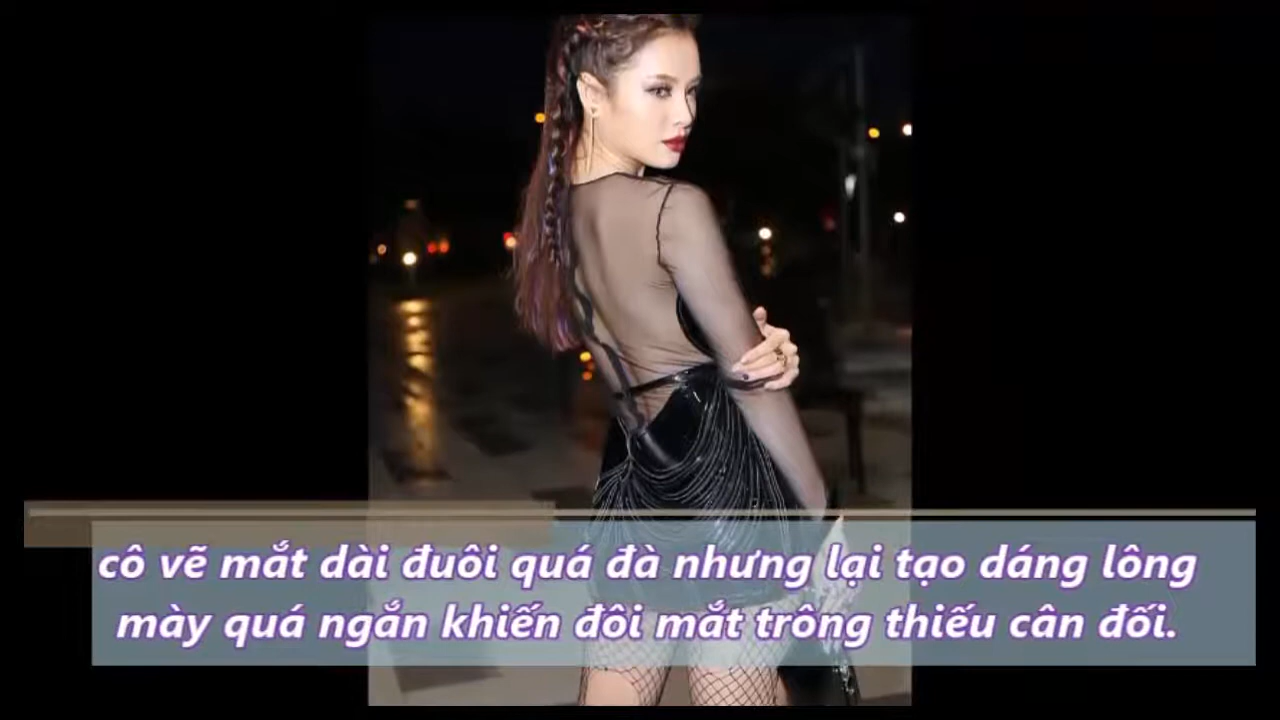 cô vẽ mắt dài đuôi quá đà nhưng lại tạo dáng lông
mày quá ngắn khiến đôi mắt trông thiếu cân đối.